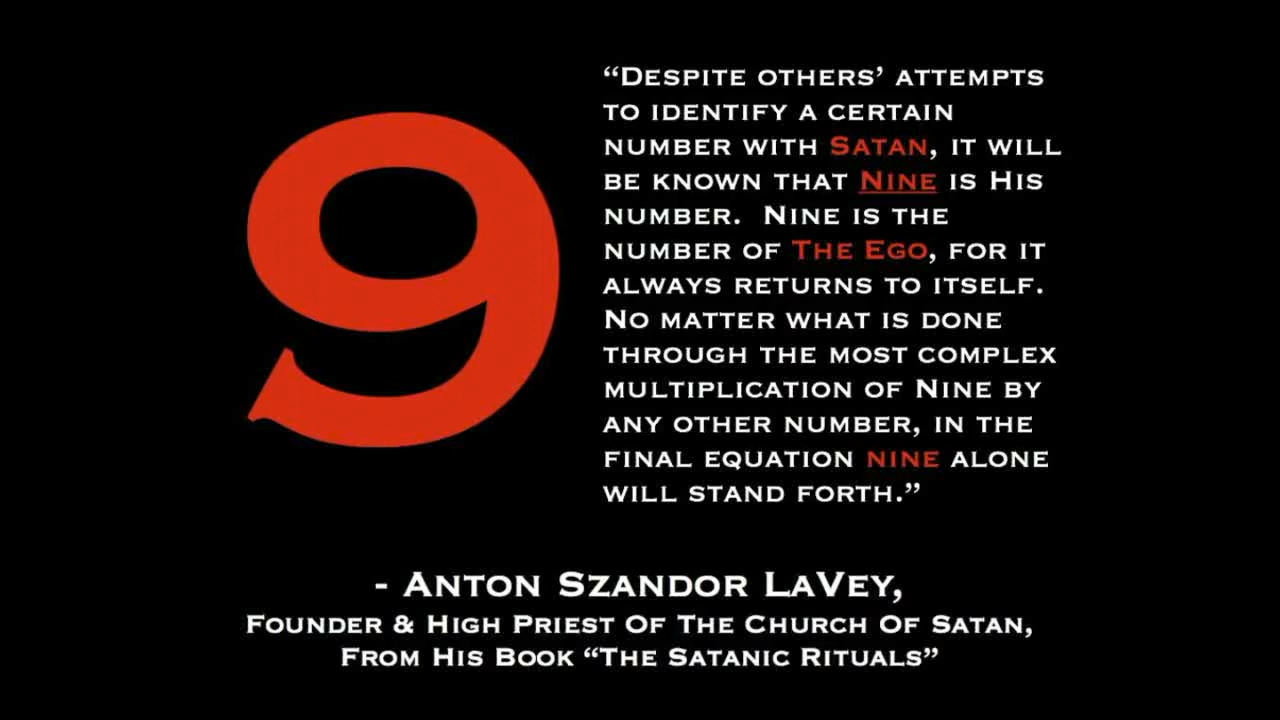 9
“Despite others’ attempts
to identify a certain
number with Satan, it will
be known that Nine is His
number.  Nine is the
number of The Ego, for it
always returns to itself.
No matter what is done
through the most complex
multiplication of Nine by
any other number, in the
final equation nine alone
will stand forth.”
- Anton Szandor LaVey,
Founder & High Priest Of The Church Of Satan,
From His Book “The Satanic Rituals”